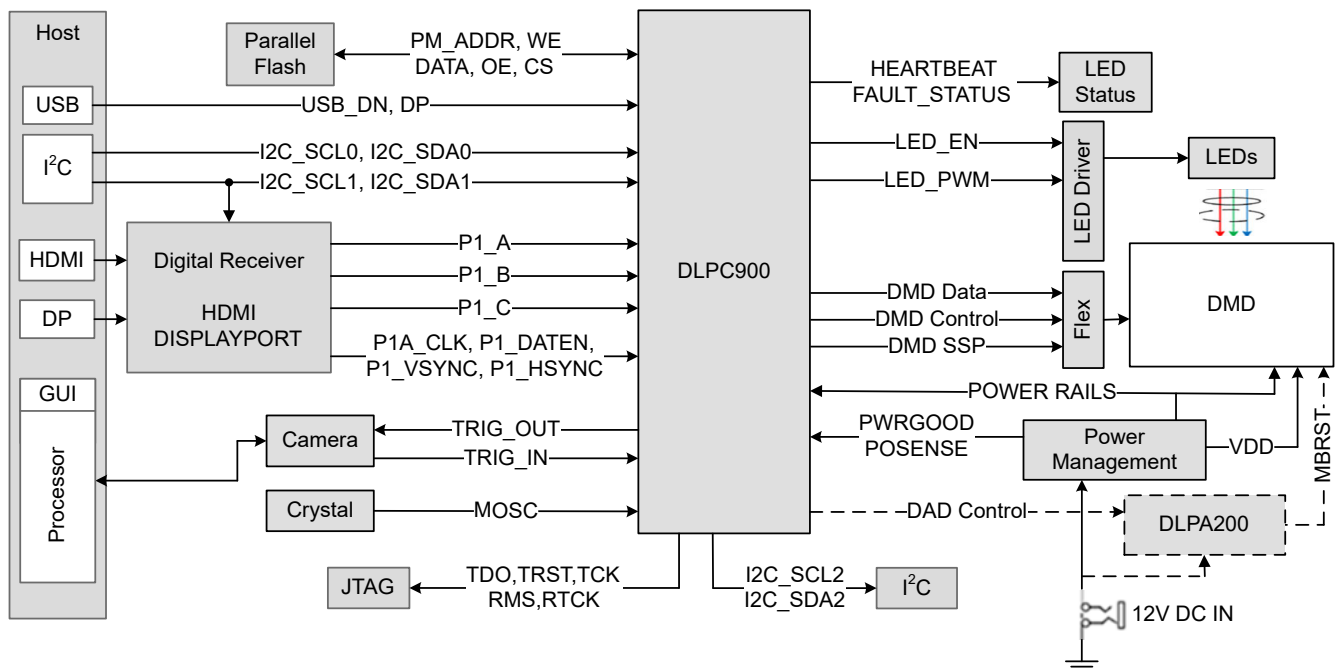 Host
USB
I²C
HDMI
DP
GUI
Processor
Parallel
Flash
PM_ADDR, WE
DATA, OE, CS
USB_DN, DP
I2C_SCL0, I2C_SDA0
I2C_SCL1, I2C_SDA1
Digital Receiver
HDMI
DISPLAYPORT
P1_A
P1_B
P1_C
P1A_CLK, P1_DATEN,
P1_VSYNC, P1_HSYNC
Camera
TRIG_OUT
TRIG_IN
Crystal
MOSC
JTAG
TDO,TRST,TCK
RMS,RTCK
DLPC900
I2C_SCL2
I2C_SDA2
I²C
HEARTBEAT
FAULT_STATUS
LED
Status
LED_EN
LED_PWM
LED Driver
LEDs
DMD Data
DMD Control
DMD SSP
Flex
DMD
POWER RAILS
PWRGOOD
POSENSE
Power
Management
VDD
MBRST
DAD Control
DLPA200
12V DC IN